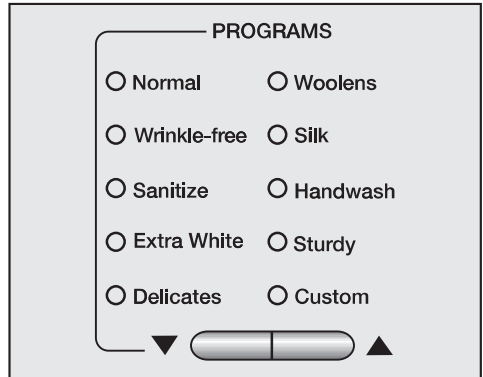 PROGRAMS
Normal
Woolens
Wrinkle-free
Silk
Sanitize
Handwash
Extra White
Sturdy
Delicates
Custom